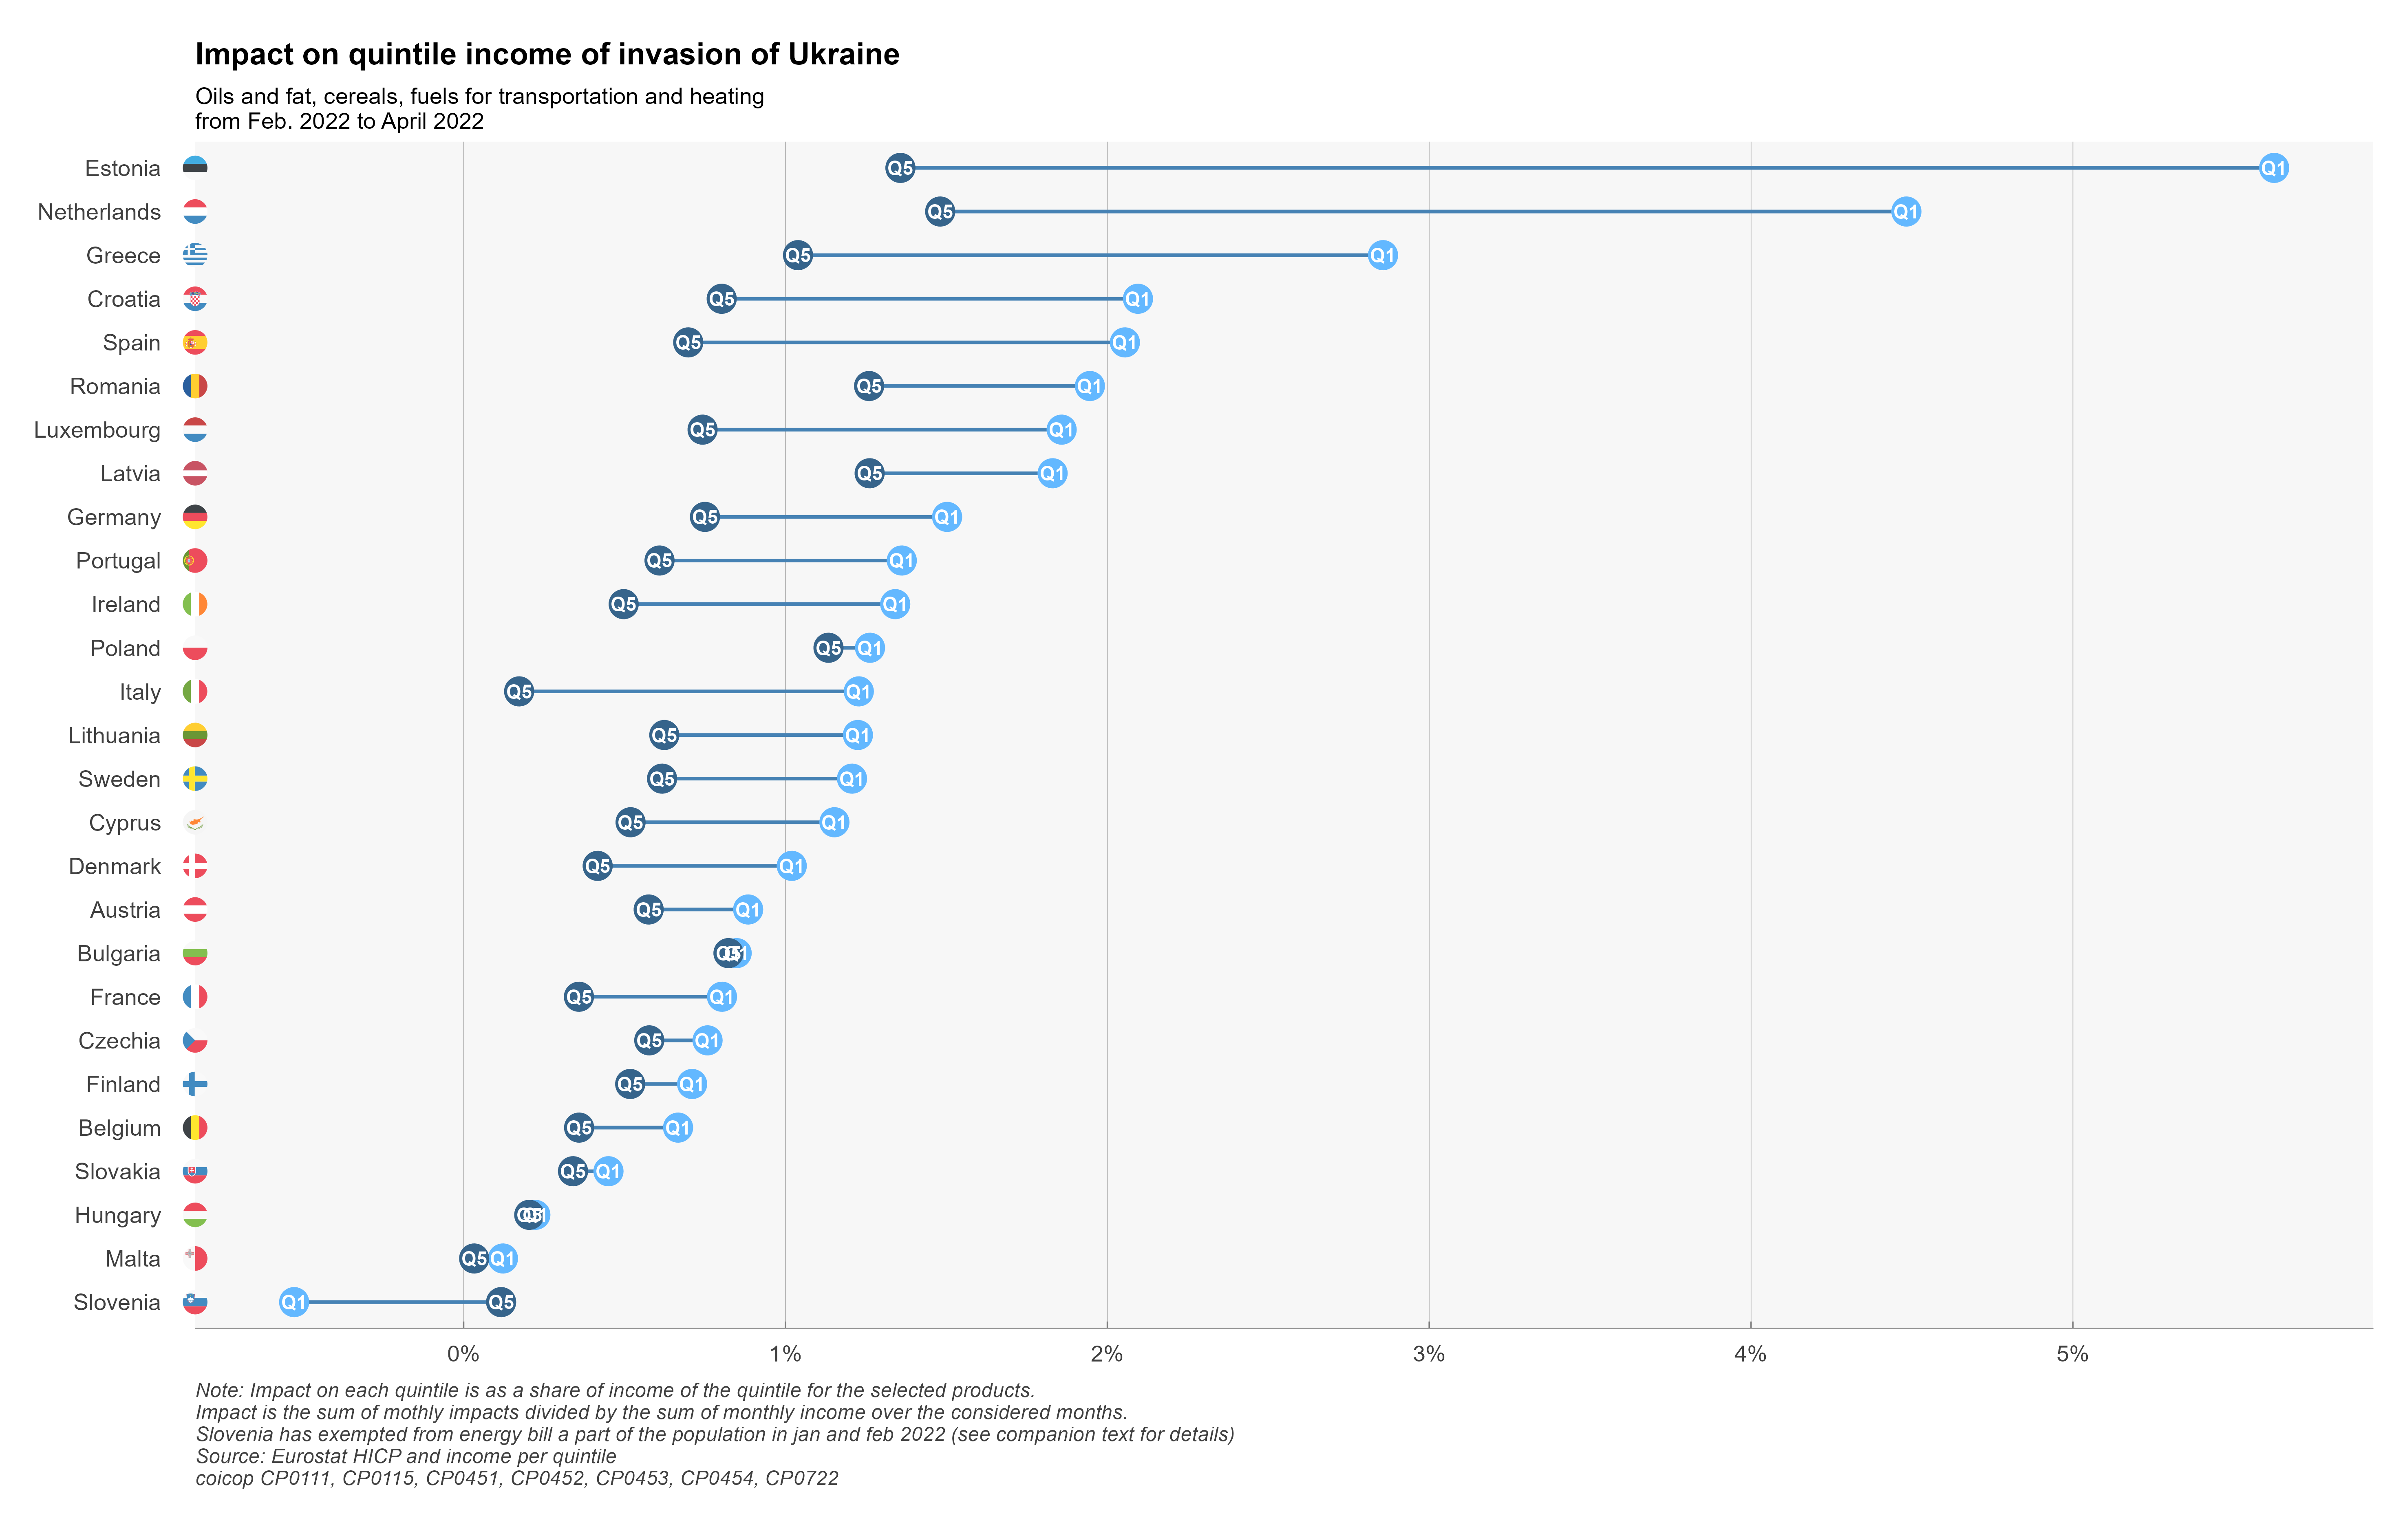 Impact on quintile income of invasion of Ukraine
Oils and fat, cereals, fuels for transportation and heating
from Feb. 2022 to April 2022
Estonia Q5 Q1
Netherlands Q5 Q1
Greece Q5 Q1
Croatia Q5 Q1
Spain Q5 Q1
Romania Q5 Q1
Luxembourg Q5 Q1
Latvia Q5 Q1
Germany Q5 Q1
Portugal Q5 Q1
Ireland Q5 Q1
Poland Q5 Q1
Italy Q5 Q1
Lithuania Q5 Q1
Sweden Q5 Q1
Cyprus Q5 Q1
Denmark Q5 Q1
Austria Q5 Q1
Bulgaria Q5 Q1
France Q5 Q1
Czechia Q5 Q1
Finland Q5 Q1
Belgium Q5 Q1
Slovakia Q5 Q1
Hungary Q5 Q1
Malta Q5 Q1
Slovenia Q1 Q5
0% 1% 2% 3% 4% 5%
Note: Impact on each quintile is as a share of income of the quintile for the selected products.
Impact is the sum of mothly impacts divided by the sum of monthly income over the considered months.
Slovenia has exempted from energy bill a part of the population in jan and feb 2022 (see companion text for details)
Source: Eurostat HICP and income per quintile
coicop CP0111, CP0115, CP0451, CP0452, CP0453, CP0454, CP0722